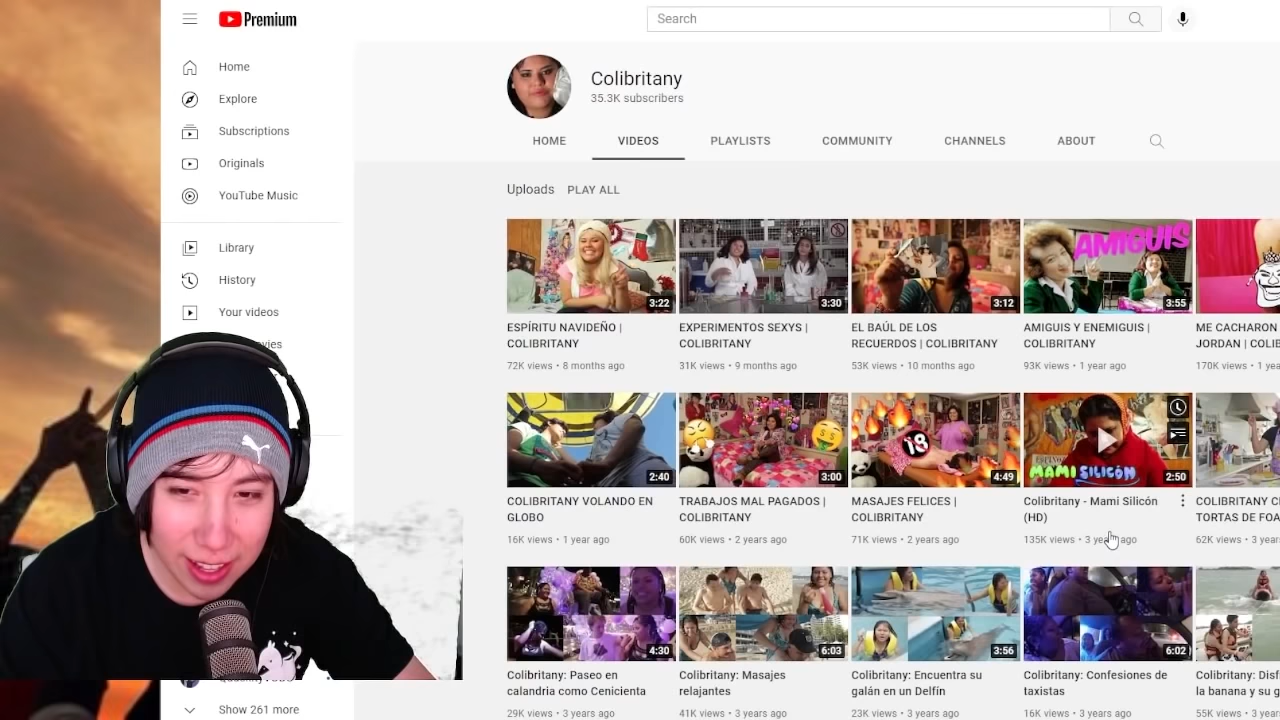 Premium
Search
Home
Explore
Subscriptions
Originals
YouTube Music
Library
History
Your videos
Show 261 more
Colibritany
35.3K subscribers
HOME VIDEOS PLAYLISTS COMMUNITY CHANNELS ABOUT
Uploads PLAY ALL
AMIGUIS
3:22 3:30 3:12 3:55
ESPÍRITU NAVIDEÑO | EXPERIMENTOS SEXYS | EL BAÚL DE LOS AMIGUIS Y ENEMIGUIS | ME CACHARON
COLIBRITANY COLIBRITANY RECUERDOS | COLIBRITANY COLIBRITANY JORDAN |
72K views • 8 months ago 31K views • 9 months ago 53K views • 10 months ago 93K views • 1 year ago 170K views • 1
18
MAMI SILICÓN
2:40 3:00 4:49 2:50
COLIBRITANY VOLANDO EN TRABAJOS MAL PAGADOS | MASAJES FELICES | Colibritany - Mami Silicón COLIBRITANY
GLOBO COLIBRITANY COLIBRITANY (HD) TORTAS DE
16K views • 1 year ago 60K views • 2 years ago 71K views • 2 years ago 135K views • 3 ago 62K views • 3
4:30 6:03 3:56 6:02
Colibritany: Paseo en Colibritany: Masajes Colibritany: Encuentra su Colibritany: Confesiones de Colibritany:
calandria como Cenicienta relajantes galán en un Delfín taxistas la banana y su
29K views • 3 years ago 41K views • 3 years ago 23K views • 3 years ago 16K views • 3 years ago 55K views • 3